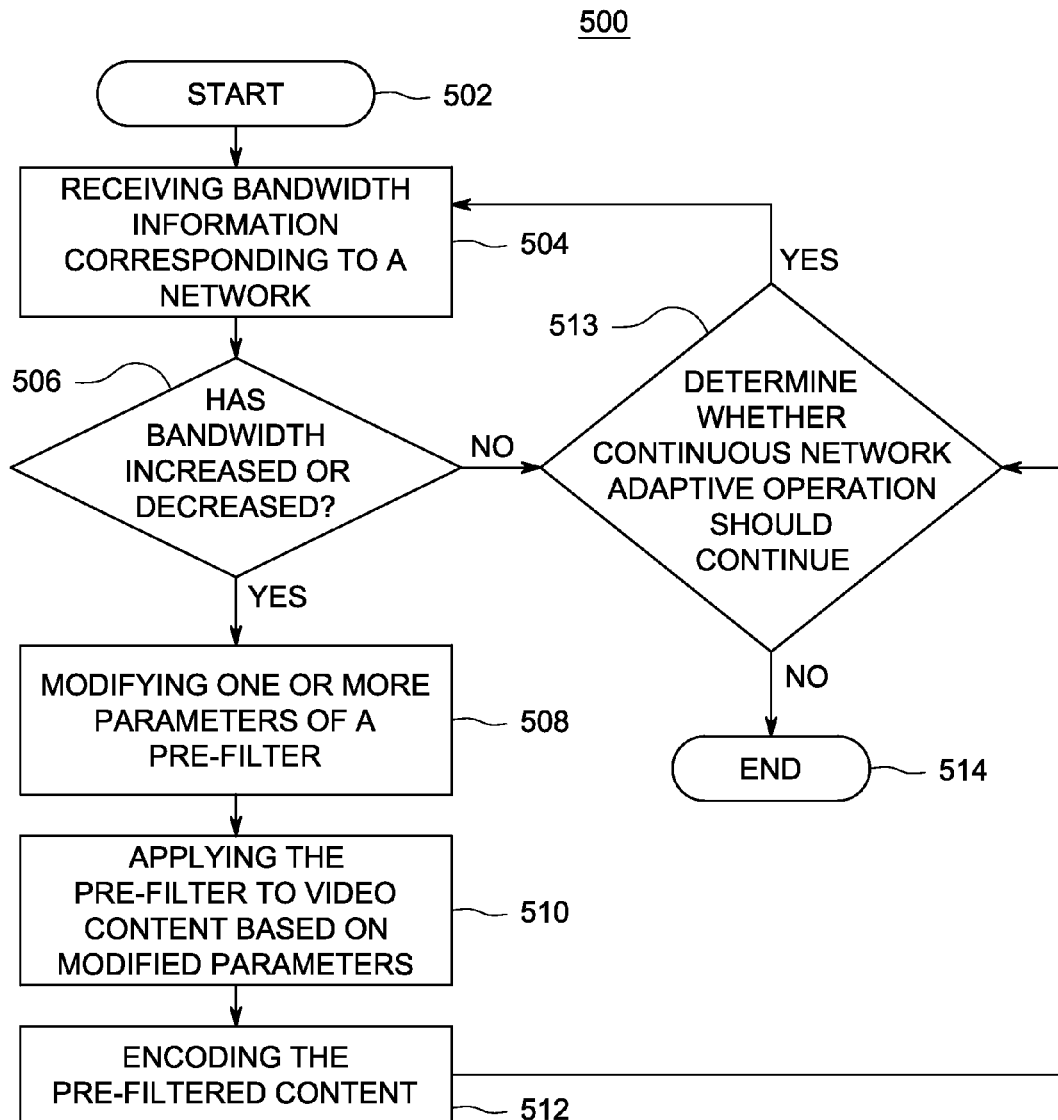 500
START
502
RECEIVING BANDWIDTH
INFORMATION
CORRESPONDING TO A
NETWORK
504
506
HAS
BANDWIDTH
INCREASED OR
DECREASED?
NO
YES
513
DETERMINE
WHETHER
CONTINUOUS NETWORK
ADAPTIVE OPERATION
SHOULD
CONTINUE
YES
NO
END
514
MODIFYING ONE OR MORE
PARAMETERS OF A
PRE-FILTER
508
APPLYING THE
PRE-FILTER TO VIDEO
CONTENT BASED ON
MODIFIED PARAMETERS
510
ENCODING THE
PRE-FILTERED CONTENT
512